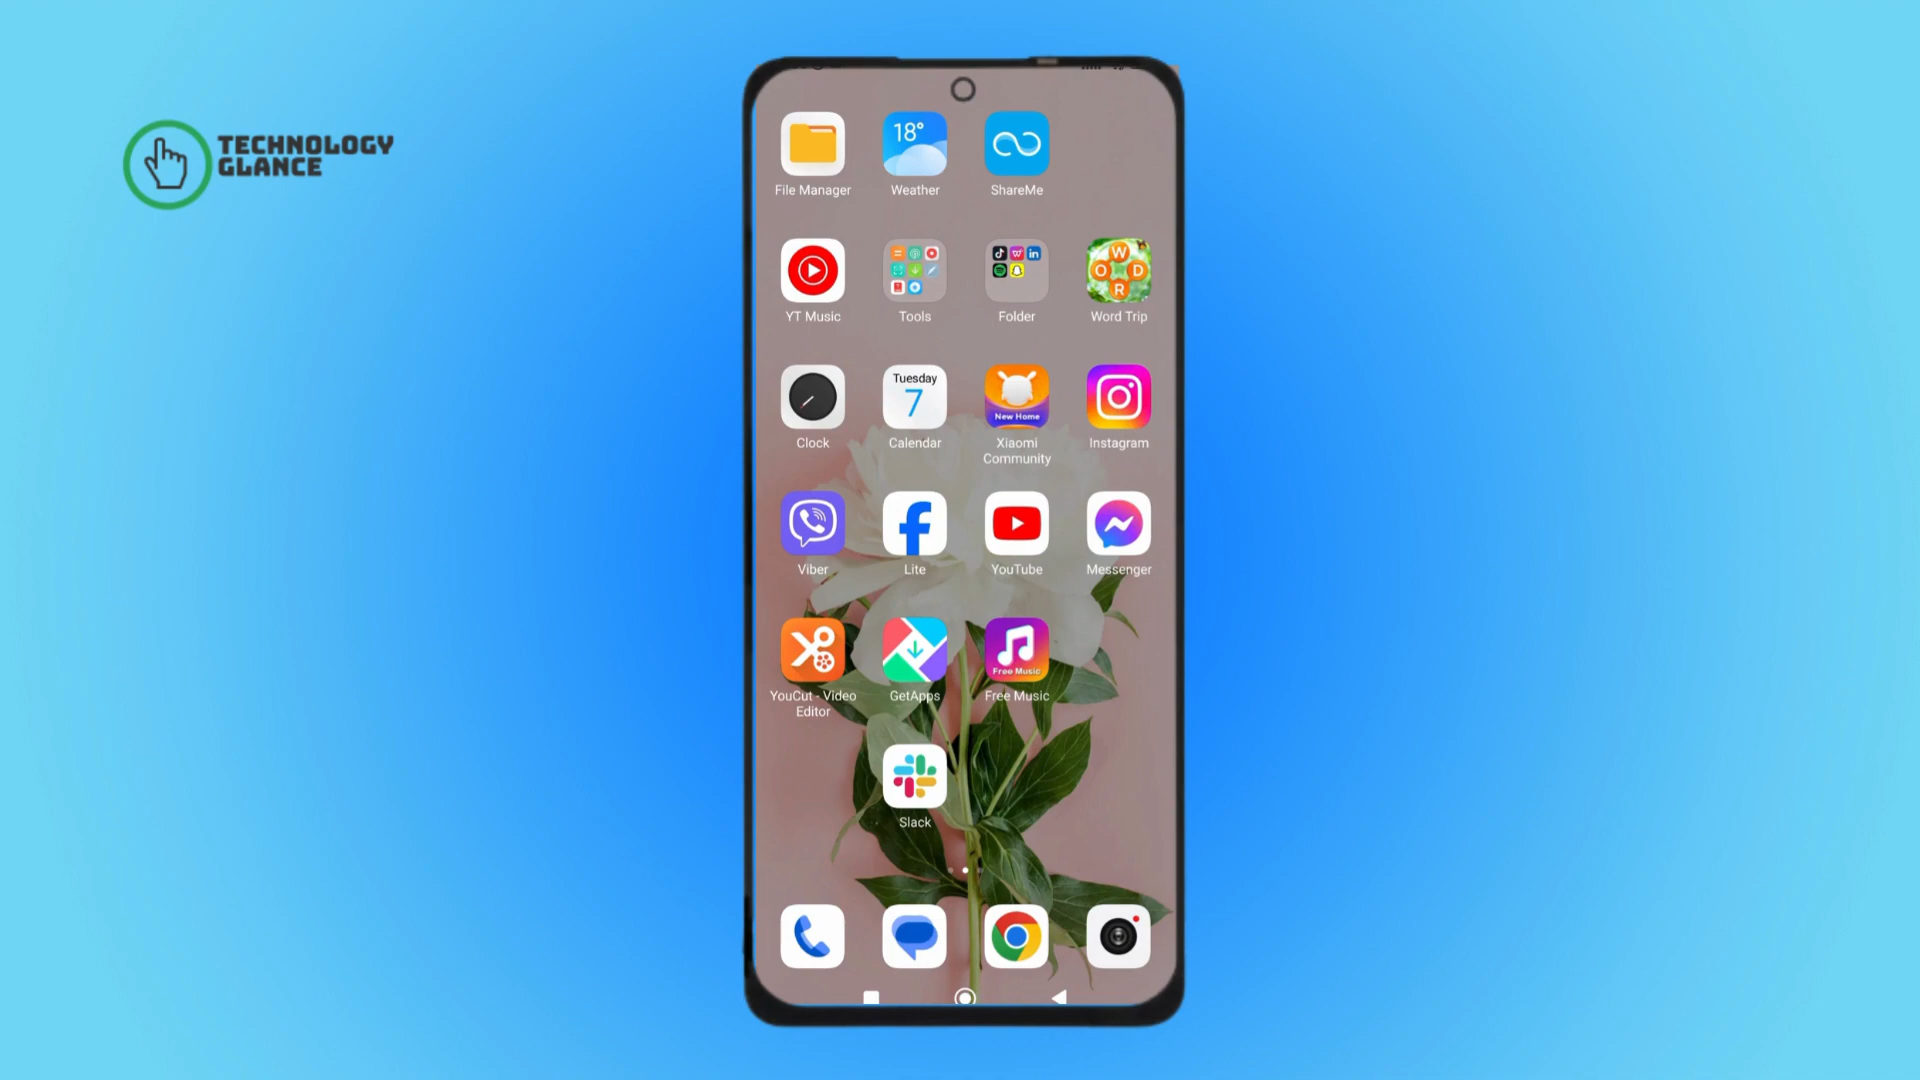 TECHNOLOGY
GLANCE
18°
File Manager
Weather
ShareMe
W
O D
R
YT Music
Tools
Folder
Word Trip
Tuesday
7
New Home
Clock
Calendar
Xiaomi
Community
Instagram
Viber
Lite
YouTube
Messenger
Free Music
YouCut - Video
Editor
GetApps
Free Music
Slack